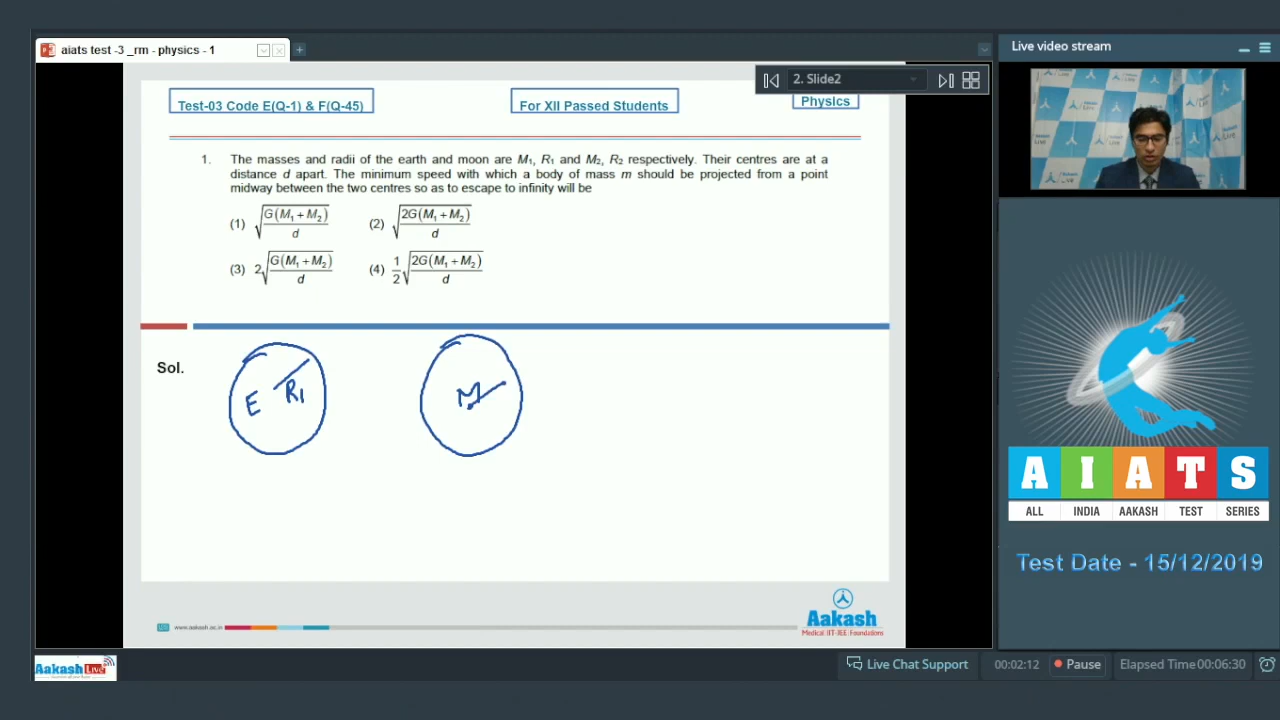 aiats test -3 _rm - physics - 1
Live video stream
2. Slide2
Test-03 Code E(Q-1) & F(Q-45)
For XII Passed Students
Physics
1. The masses and radii of the earth and moon are M₁, R₁ and M₂, R₂ respectively. Their centres are at a
distance d apart. The minimum speed with which a body of mass m should be projected from a point
midway between the two centres so as to escape to infinity will be
(1) √(G(M₁ + M₂)/d) (2) √(2G(M₁ + M₂)/d)
(3) 2√(G(M₁ + M₂)/d) (4) 1/2 √(2G(M₁ + M₂)/d)
Sol.
E R₁
M
A I A T S
ALL INDIA AAKASH TEST SERIES
Test Date - 15/12/2019
www.aakash.ac.in
Aakash
Medical IIT-JEE Foundations
Aakash Live
Live Chat Support
00:02:12
Pause
Elapsed Time 00:06:30